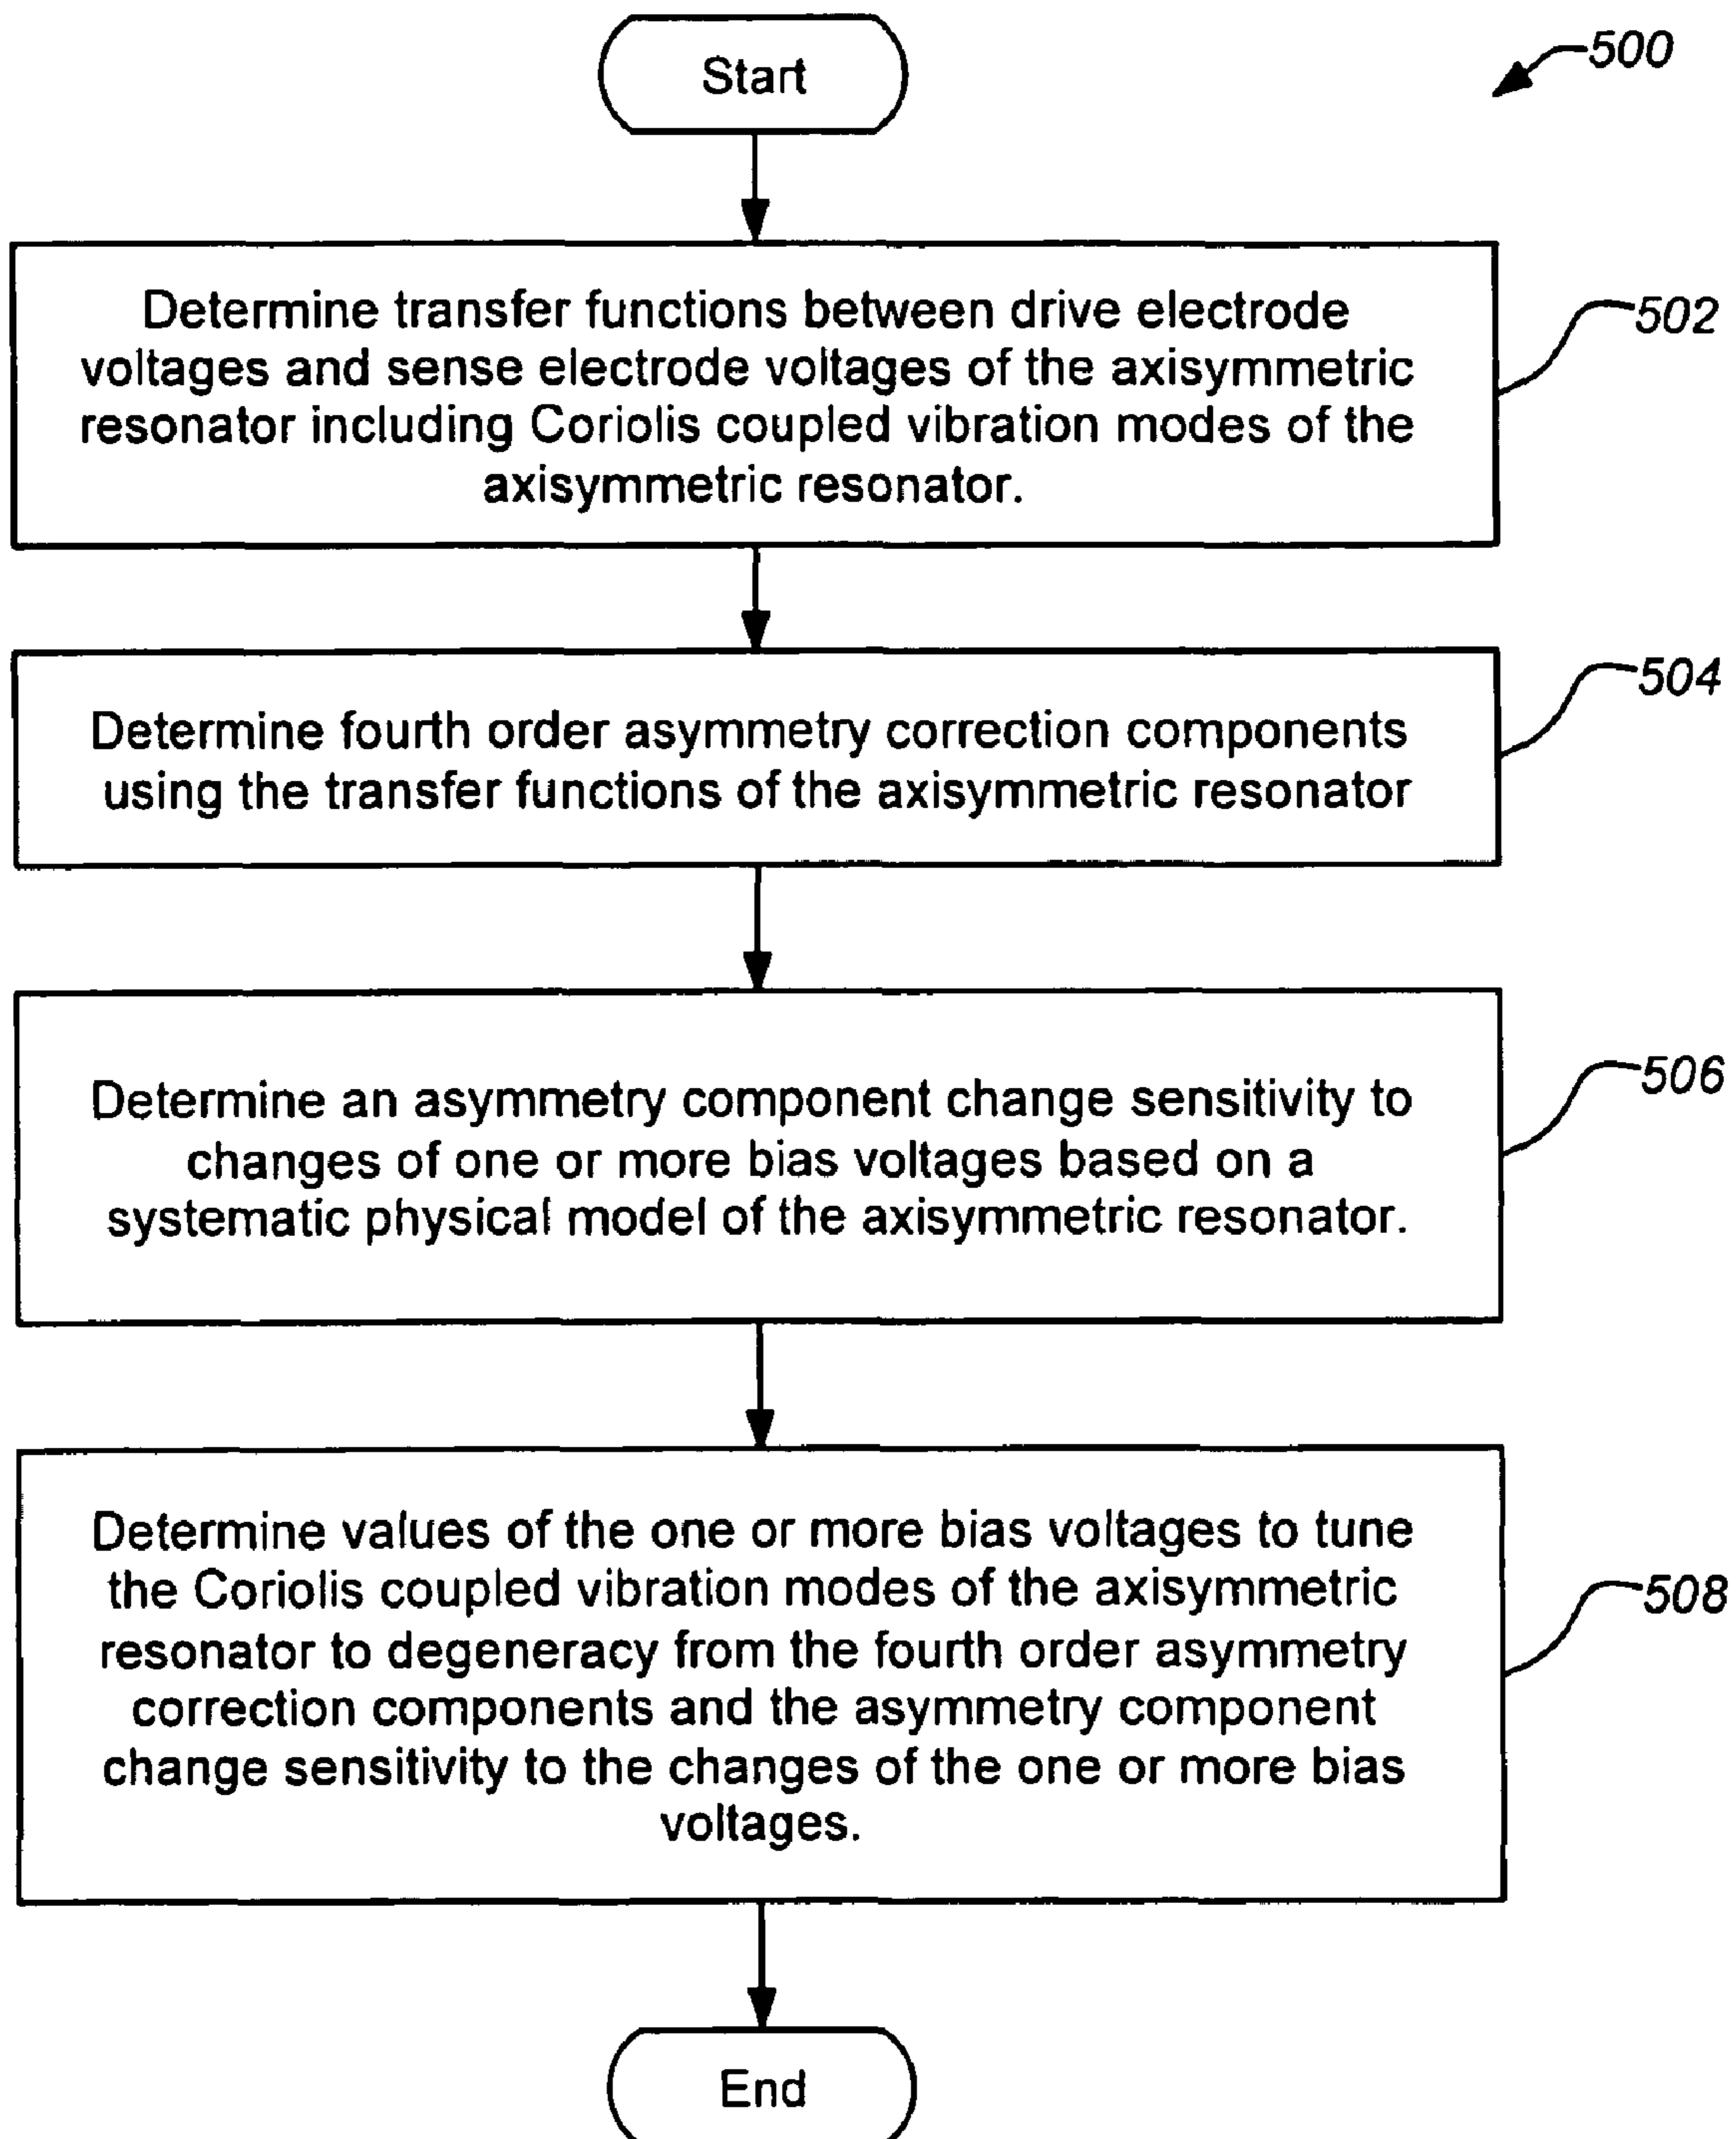 Start
500
Determine transfer functions between drive electrode
voltages and sense electrode voltages of the axisymmetric
resonator including Coriolis coupled vibration modes of the
axisymmetric resonator.
502
Determine fourth order asymmetry correction components
using the transfer functions of the axisymmetric resonator
504
Determine an asymmetry component change sensitivity to
changes of one or more bias voltages based on a
systematic physical model of the axisymmetric resonator.
506
Determine values of the one or more bias voltages to tune
the Coriolis coupled vibration modes of the axisymmetric
resonator to degeneracy from the fourth order asymmetry
correction components and the asymmetry component
change sensitivity to the changes of the one or more bias
voltages.
508
End